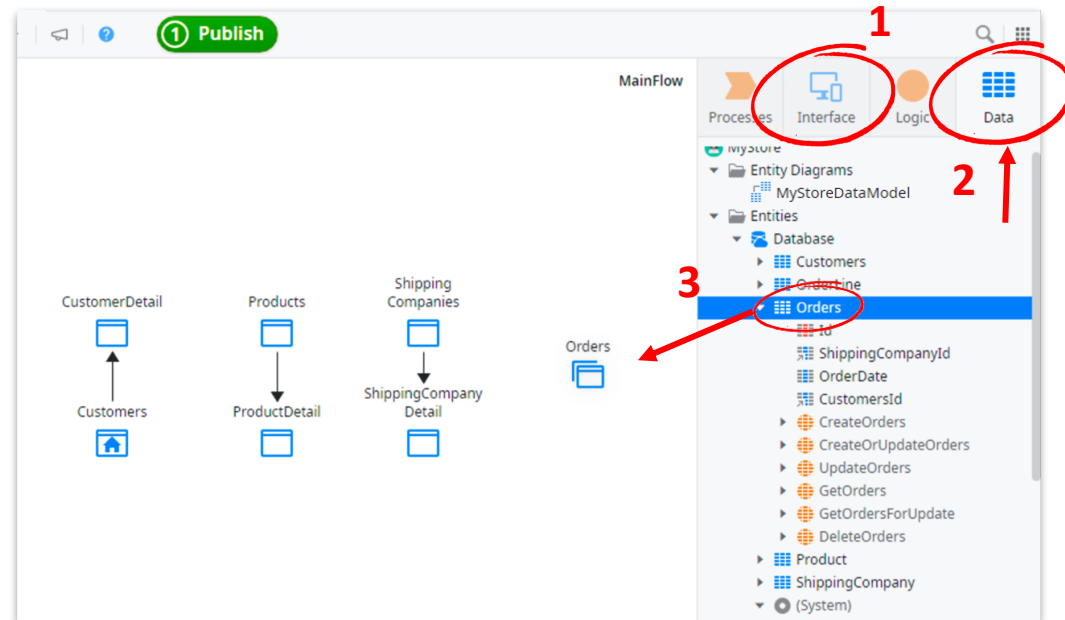 1
1 Publish
MainFlow
Processes
Interface
Logic
Data
2
MyStore
Entity Diagrams
MyStoreDataModel
Entities
Database
Customers
OrderLine
3
Orders
Id
ShippingCompanyId
OrderDate
CustomersId
CreateOrders
CreateOrUpdateOrders
UpdateOrders
GetOrders
GetOrdersForUpdate
DeleteOrders
Product
ShippingCompany
(System)
CustomerDetail
Products
Shipping
Companies
Orders
Customers
ProductDetail
ShippingCompany
Detail